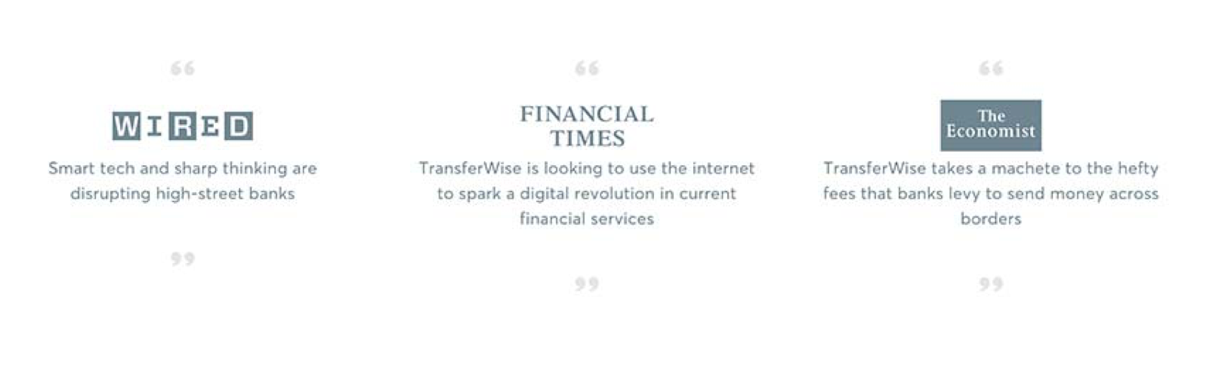 “
WIRED
Smart tech and sharp thinking are
disrupting high-street banks
”
“
FINANCIAL
TIMES
TransferWise is looking to use the internet
to spark a digital revolution in current
financial services
”
“
The
Economist
TransferWise takes a machete to the hefty
fees that banks levy to send money across
borders
”